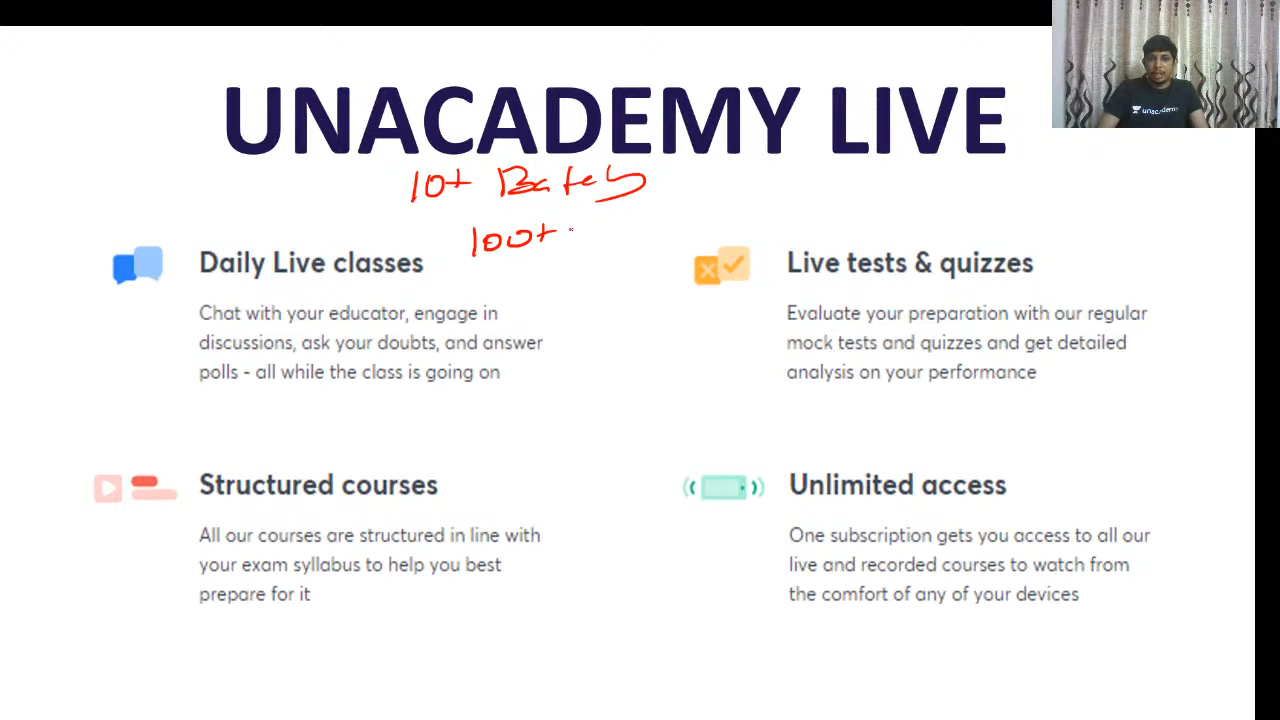 UNACADEMY LIVE
10+
100+
Daily Live classes
Chat with your educator, engage in
discussions, ask your doubts, and answer
polls - all while the class is going on
Live tests & quizzes
Evaluate your preparation with our regular
mock tests and quizzes and get detailed
analysis on your performance
Structured courses
All our courses are structured in line with
your exam syllabus to help you best
prepare for it
Unlimited access
One subscription gets you access to all our
live and recorded courses to watch from
the comfort of any of your devices
unacademy